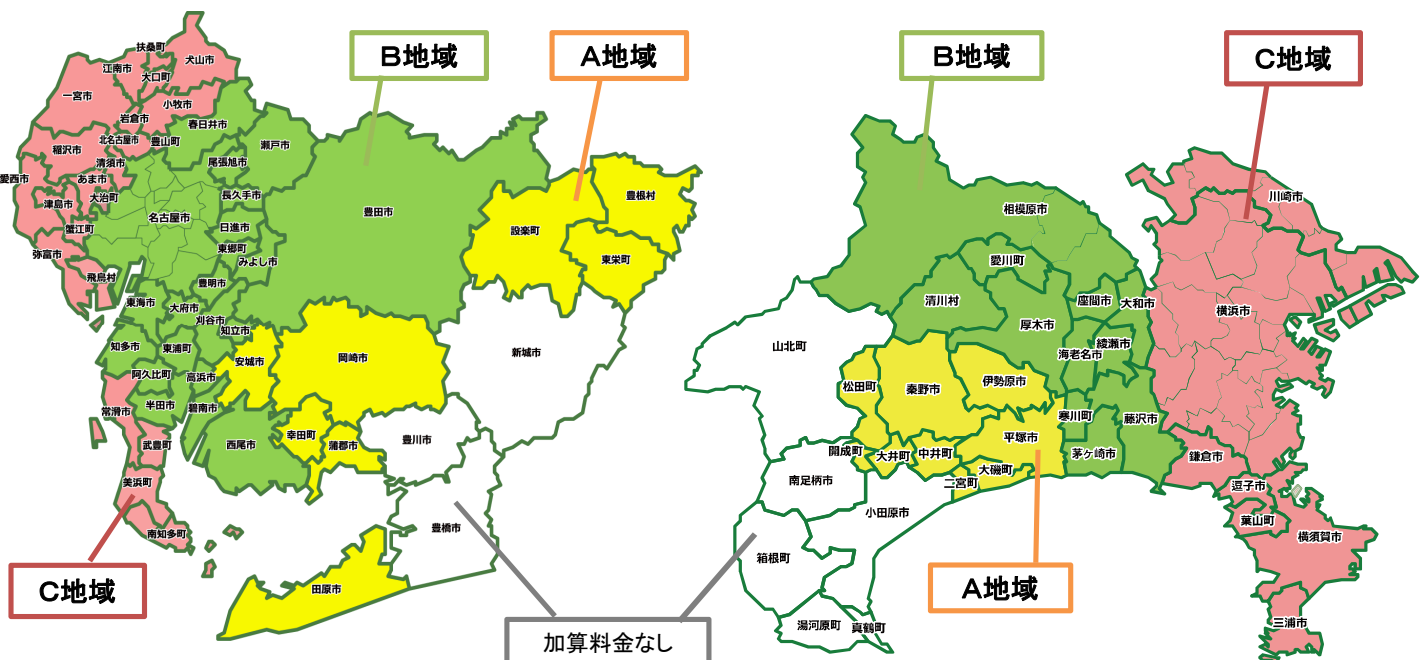 B地域
A地域
扶桑町
犬山市
江南市
大口町
一宮市
小牧市
岩倉市
春日井市
北名古屋市
豊山町
瀬戸市
稲沢市
清須市
尾張旭市
愛西市
あま市
長久手市
大治町
津島市
名古屋市
豊田市
豊根村
蟹江町
日進市
設楽町
東郷町
弥富市
みよし市
東栄町
飛島村
豊明市
東海市
大府市
刈谷市
知立市
知多市
東浦町
安城市
岡崎市
新城市
阿久比町
高浜市
半田市
碧南市
常滑市
武豊町
西尾市
幸田町
蒲郡市
豊川市
美浜町
南知多町
豊橋市
田原市
C地域
加算料金なし
B地域
C地域
川崎市
相模原市
愛川町
清川村
座間市
大和市
厚木市
横浜市
山北町
綾瀬市
海老名市
松田町
秦野市
伊勢原市
寒川町
藤沢市
平塚市
開成町
大井町
中井町
茅ヶ崎市
鎌倉市
大磯町
二宮町
南足柄市
逗子市
小田原市
葉山町
横須賀市
箱根町
A地域
湯河原町
真鶴町
三浦市